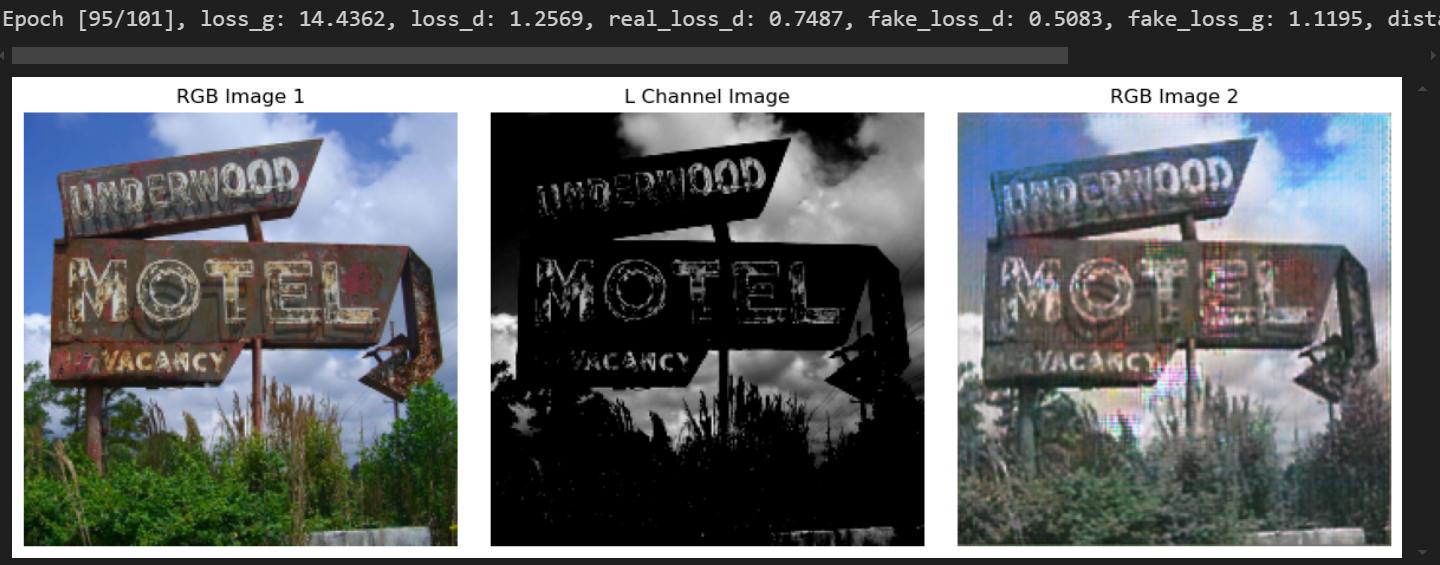 Epoch [95/101], loss_g: 14.4362, loss_d: 1.2569, real_loss_d: 0.7487, fake_loss_d: 0.5083, fake_loss_g: 1.1195,
RGB Image 1
L Channel Image
RGB Image 2
UNDERWOOD
MOTEL
VACANCY
UNDERWOOD
MOTEL
VACANCY
UNDERWOOD
MOTEL
VACANCY